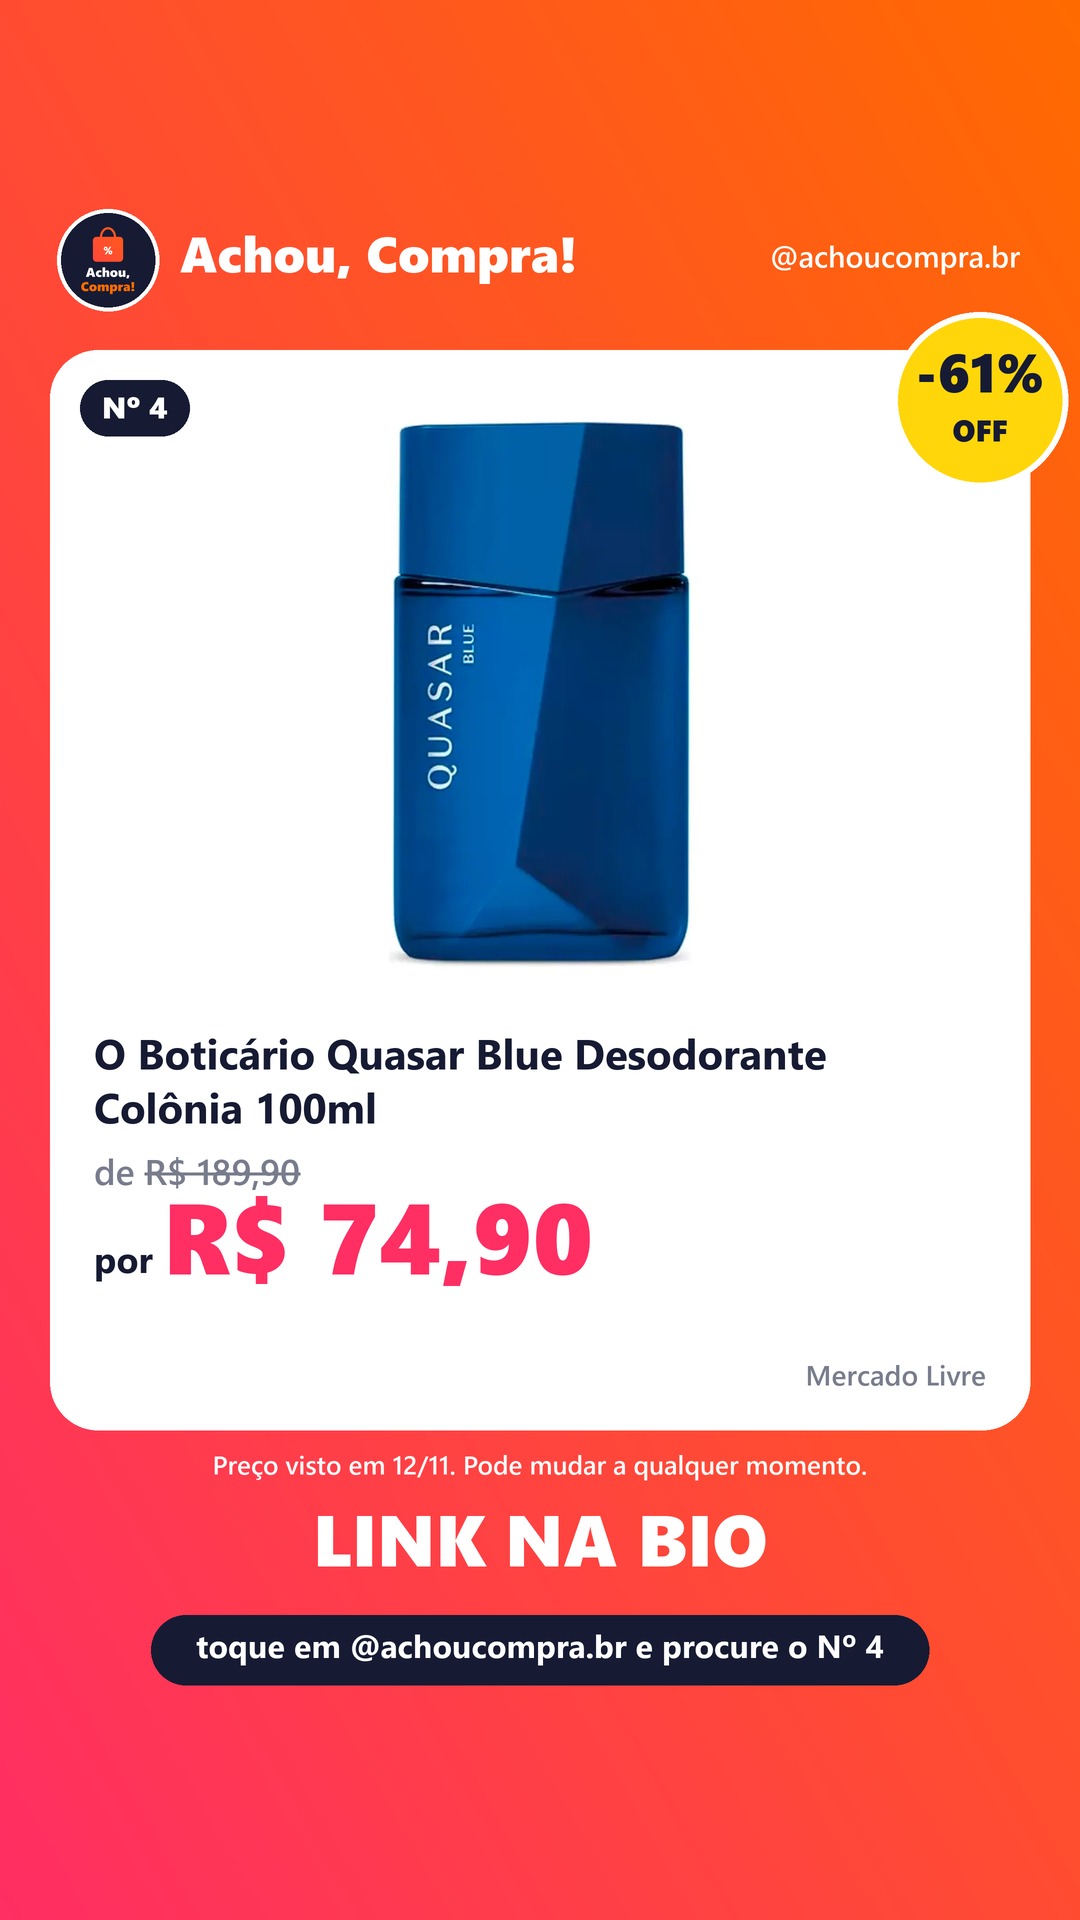 %
Achou,
Compra!
Achou, Compra!
@achoucompra.br
-61%
OFF
Nº 4
QUASAR
BLUE
O Boticário Quasar Blue Desodorante
Colônia 100ml
de R$ 189,90
por R$ 74,90
Mercado Livre
Preço visto em 12/11. Pode mudar a qualquer momento.
LINK NA BIO
toque em @achoucompra.br e procure o Nº 4